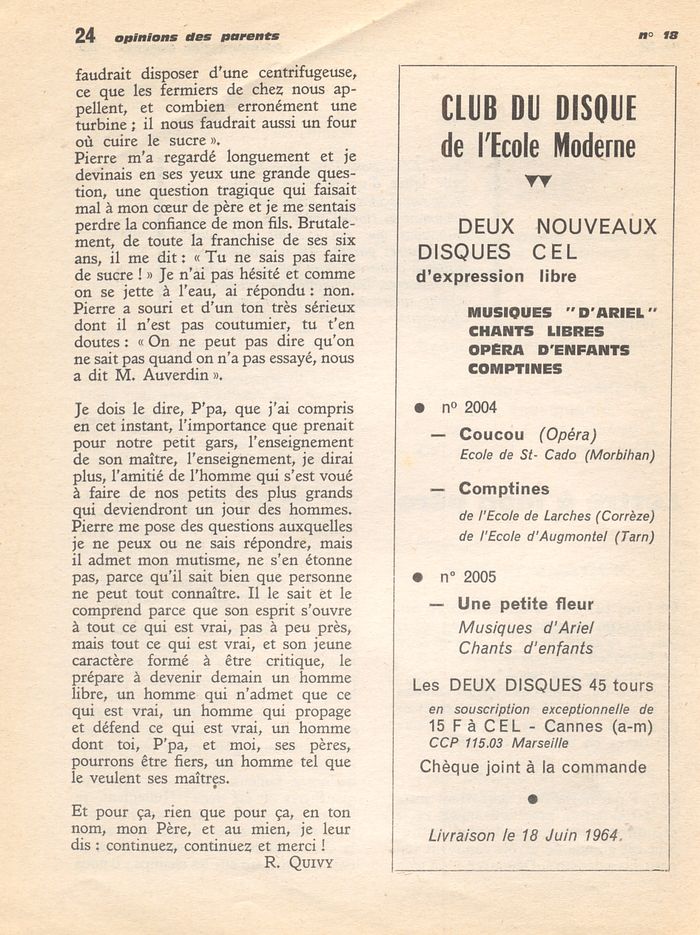 24 opinions des parents
n° 18
faudrait disposer d'une centrifugeuse,
ce que les fermiers de chez nous ap-
pellent, et combien erronément une
turbine ; il nous faudrait aussi un four
où cuire le sucre ».
Pierre m'a regardé longuement et je
devinais en ses yeux une grande ques-
tion, une question tragique qui faisait
mal à mon cœur de père et je me sentais
perdre la confiance de mon fils. Brutale-
ment, de toute la franchise de ses six
ans, il me dit : « Tu ne sais pas faire
de sucre ! » Je n'ai pas hésité et comme
on se jette à l'eau, ai répondu : non.
Pierre a souri et d'un ton très sérieux
dont il n'est pas coutumier, tu t'en
doutes : « On ne peut pas dire qu'on
ne sait pas quand on n'a pas essayé, nous
a dit M. Auverdin ».
Je dois le dire, P'pa, que j'ai compris
en cet instant, l'importance que prenait
pour notre petit gars, l'enseignement
de son maître, l'enseignement, je dirai
plus, l'amitié de l'homme qui s'est voué
à faire de nos petits des plus grands
qui deviendront un jour des hommes.
Pierre me pose des questions auxquelles
je ne peux ou ne sais répondre, mais
il admet mon mutisme, ne s'en étonne
pas, parce qu'il sait bien que personne
ne peut tout connaître. Il le sait et le
comprend parce que son esprit s'ouvre
à tout ce qui est vrai, pas à peu près,
mais tout ce qui est vrai, et son jeune
caractère formé à être critique, le
prépare à devenir demain un homme
libre, un homme qui n'admet que ce
qui est vrai, un homme qui propage
et défend ce qui est vrai, un homme
dont toi, P'pa, et moi, ses pères,
pourrons être fiers, un homme tel que
le veulent ses maîtres.
Et pour ça, rien que pour ça, en ton
nom, mon Père, et au mien, je leur
dis : continuez, continuez et merci !
R. QUIVY
CLUB DU DISQUE
de l'Ecole Moderne
DEUX NOUVEAUX
DISQUES CEL
d'expression libre
MUSIQUES "D'ARIEL"
CHANTS LIBRES
OPÉRA D'ENFANTS
COMPTINES
● n° 2004
— Coucou (Opéra)
Ecole de St- Cado (Morbihan)
— Comptines
de l'Ecole de Larches (Corrèze)
de l'Ecole d'Augmontel (Tarn)
● n° 2005
— Une petite fleur
Musiques d'Ariel
Chants d'enfants
Les DEUX DISQUES 45 tours
en souscription exceptionnelle de
15 F à CEL - Cannes (a-m)
CCP 115.03 Marseille
Chèque joint à la commande
●
Livraison le 18 Juin 1964.